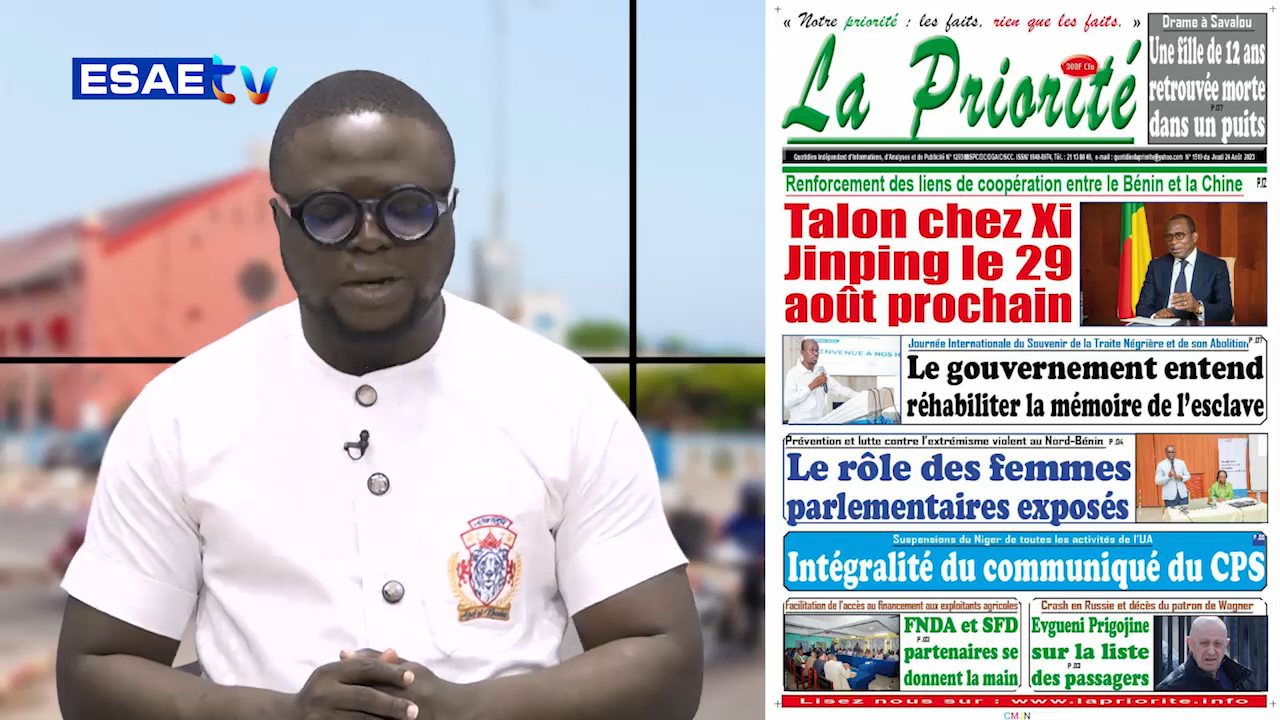 ESAE tv
« Notre priorité : les faits, rien que les faits. »
La Priorité
300F Cfa
Drame à Savalou
Une fille de 12 ans
retrouvée morte
P.07
dans un puits
Renforcement des liens de coopération entre le Bénin et la Chine P.12
Talon chez Xi
Jinping le 29
août prochain
Journée Internationale du Souvenir de la Traite Négrière et de son Abolition P.07
Le gouvernement entend
réhabiliter la mémoire de l'esclave
Prévention et lutte contre l'extrémisme violent au Nord-Bénin P.04
Le rôle des femmes
parlementaires exposés
Suspensions du Niger de toutes les activités de l'UA
Intégralité du communiqué du CPS
Facilitation de l'accès au financement aux exploitants agricoles
FNDA et SFD
P.03
partenaires se
donnent la main
Crash en Russie et décès du patron de Wagner
Evgueni Prigojine
sur la liste
P.03
des passagers
Lisez nous sur : www.lapriorite.info